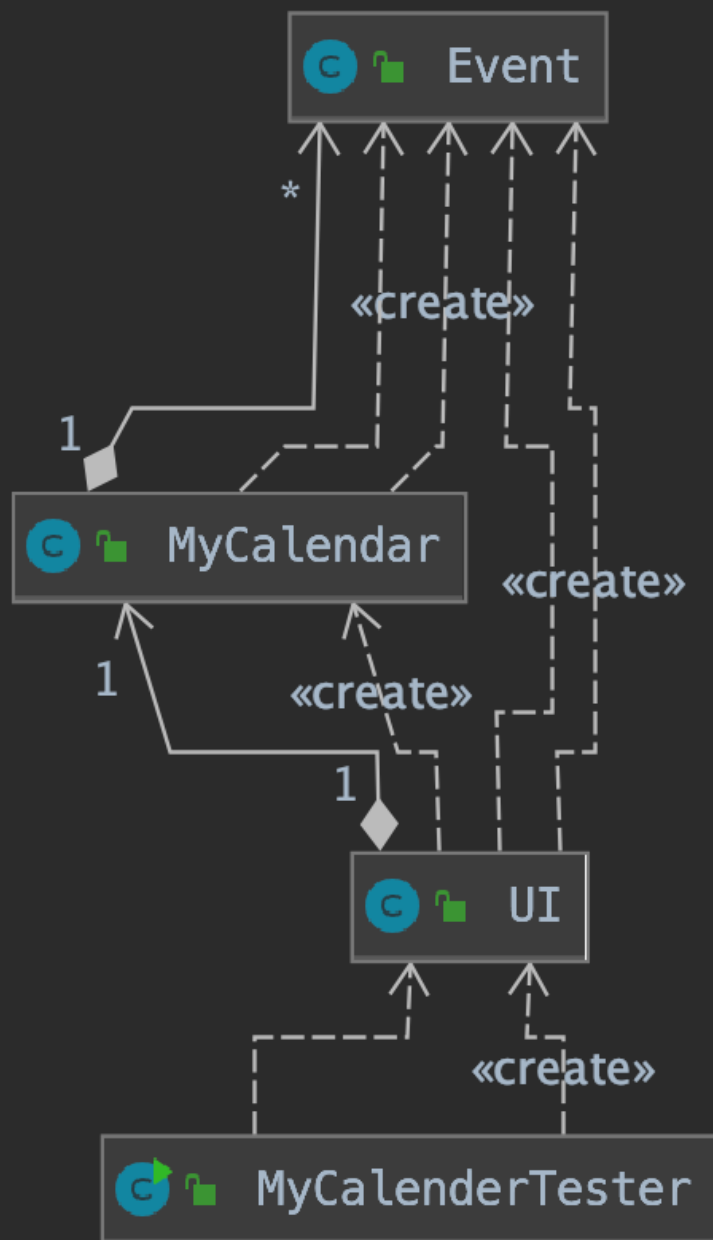 C Event
*
«create»
1
C MyCalendar
«create»
1
«create»
1
C UI
«create»
C MyCalenderTester